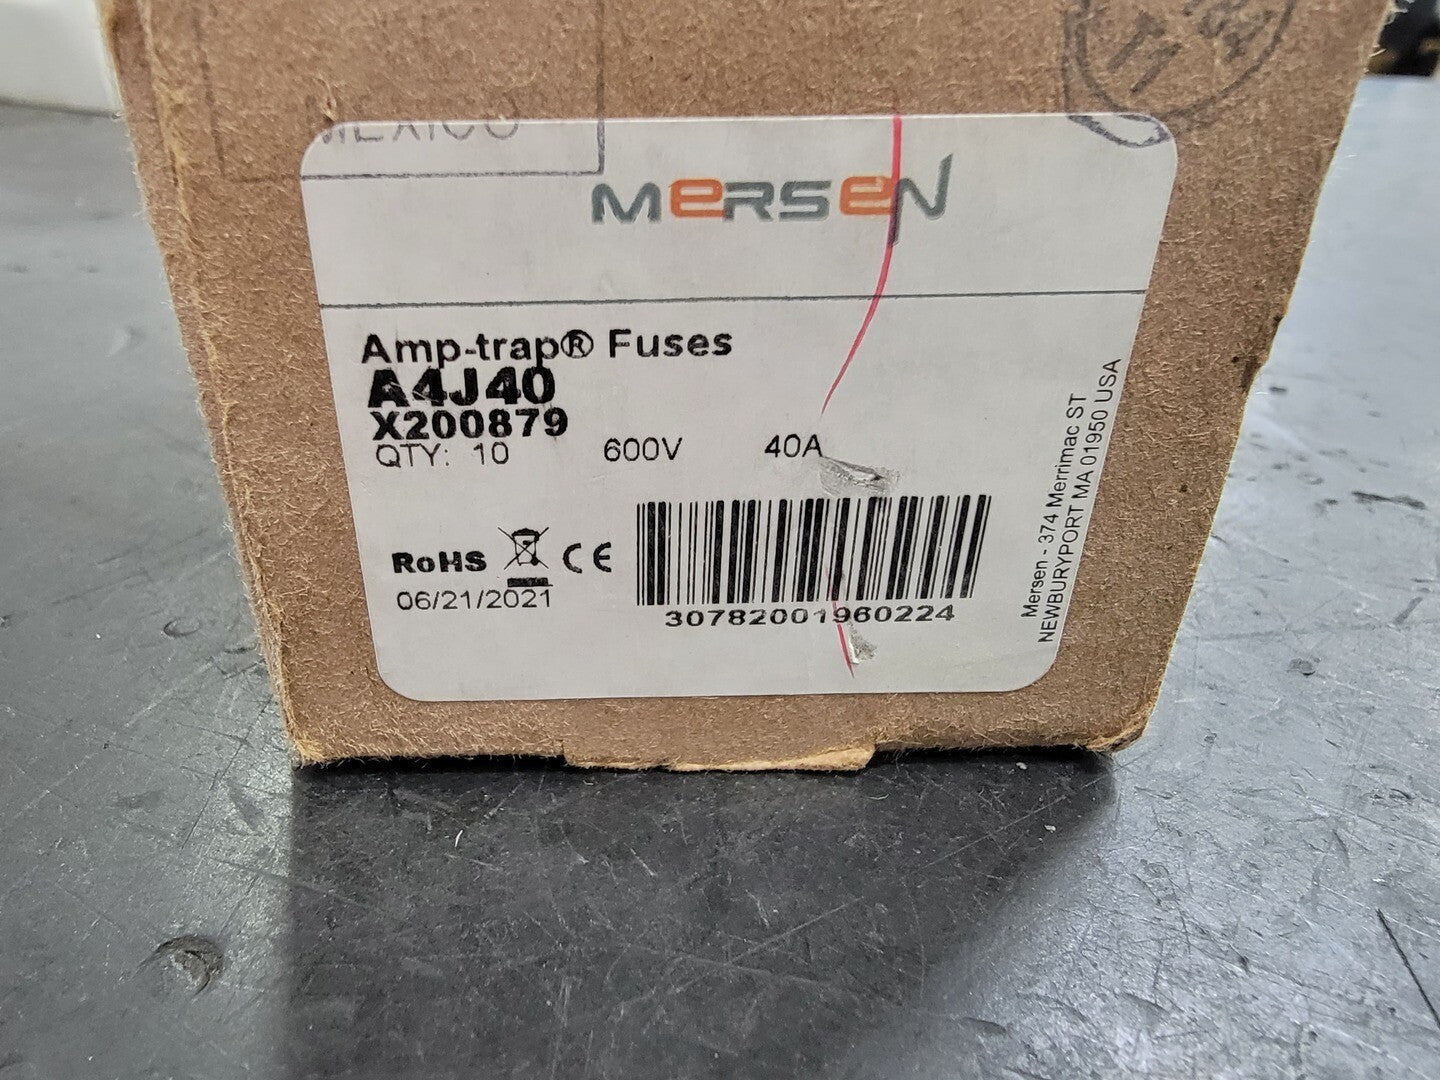 MEXICO
MERSEN
Amp-trap® Fuses
A4J40
X200879
QTY: 10 600V 40A
RoHS CE
06/21/2021
30782001960224
Mersen - 374 Merrimac ST
NEWBURYPORT MA 01950 USA